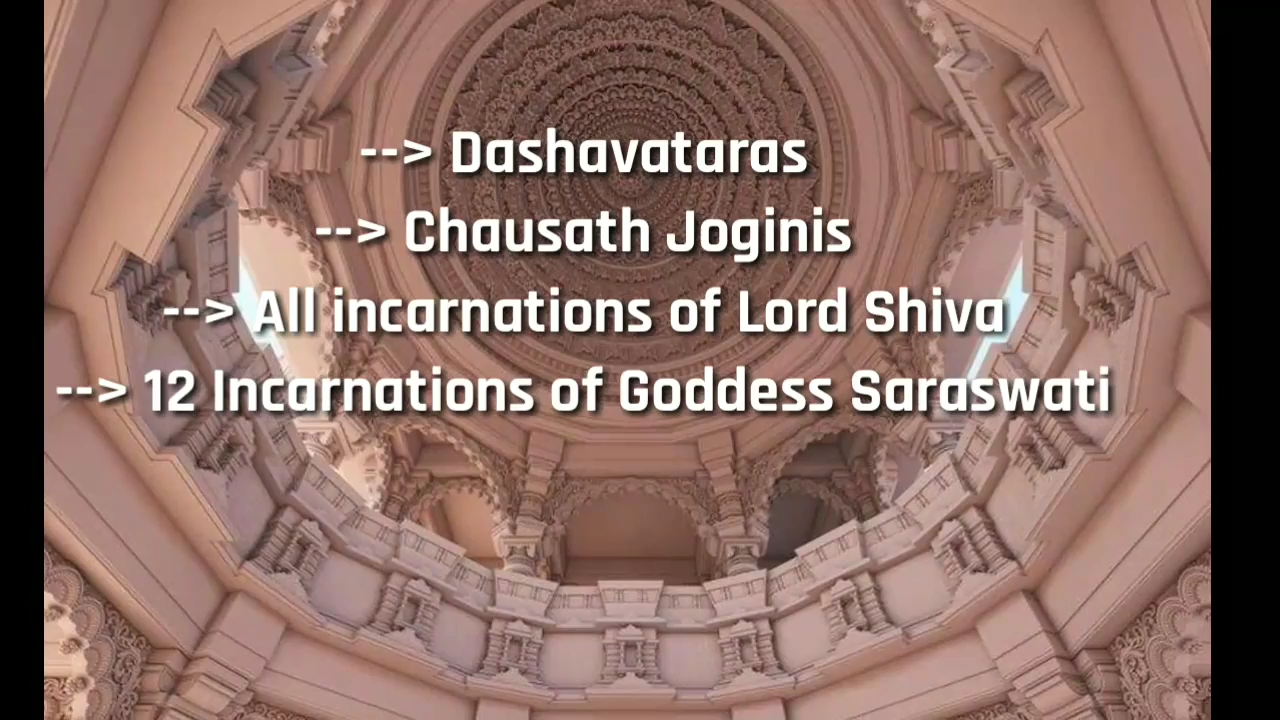 --> Dashavataras
--> Chausath Joginis
--> All incarnations of Lord Shiva
--> 12 Incarnations of Goddess Saraswati